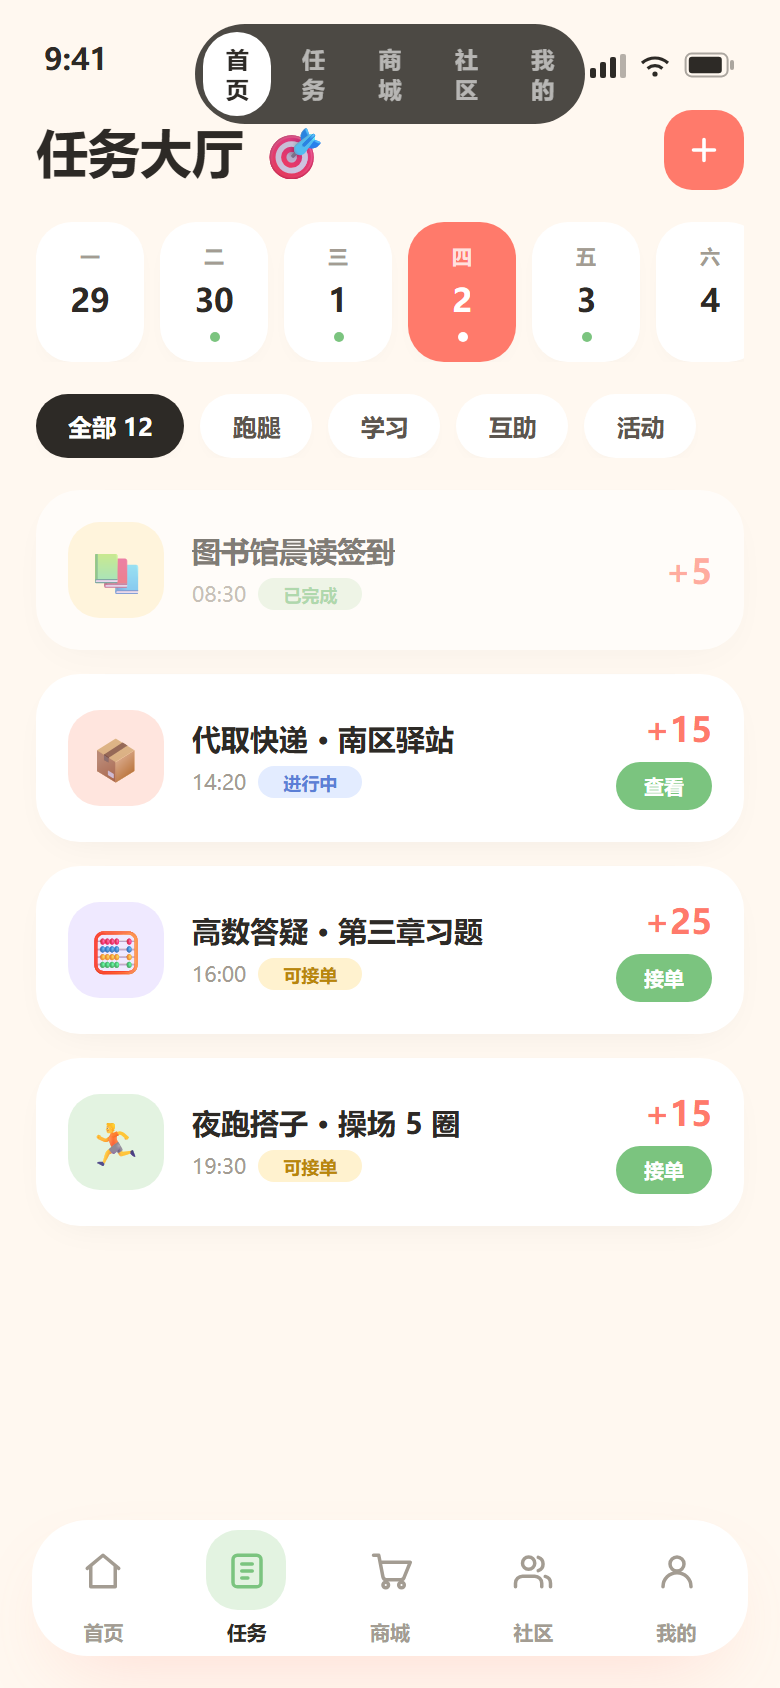 9:41
首页 任务 商城 社区 我的
任务大厅
一 二 三 四 五 六
29 30 1 2 3 4
全部 12 跑腿 学习 互助 活动
图书馆晨读签到
08:30 已完成
+5
代取快递·南区驿站
14:20 进行中
+15
查看
高数答疑·第三章习题
16:00 可接单
+25
接单
夜跑搭子·操场 5 圈
19:30 可接单
+15
接单
首页 任务 商城 社区 我的